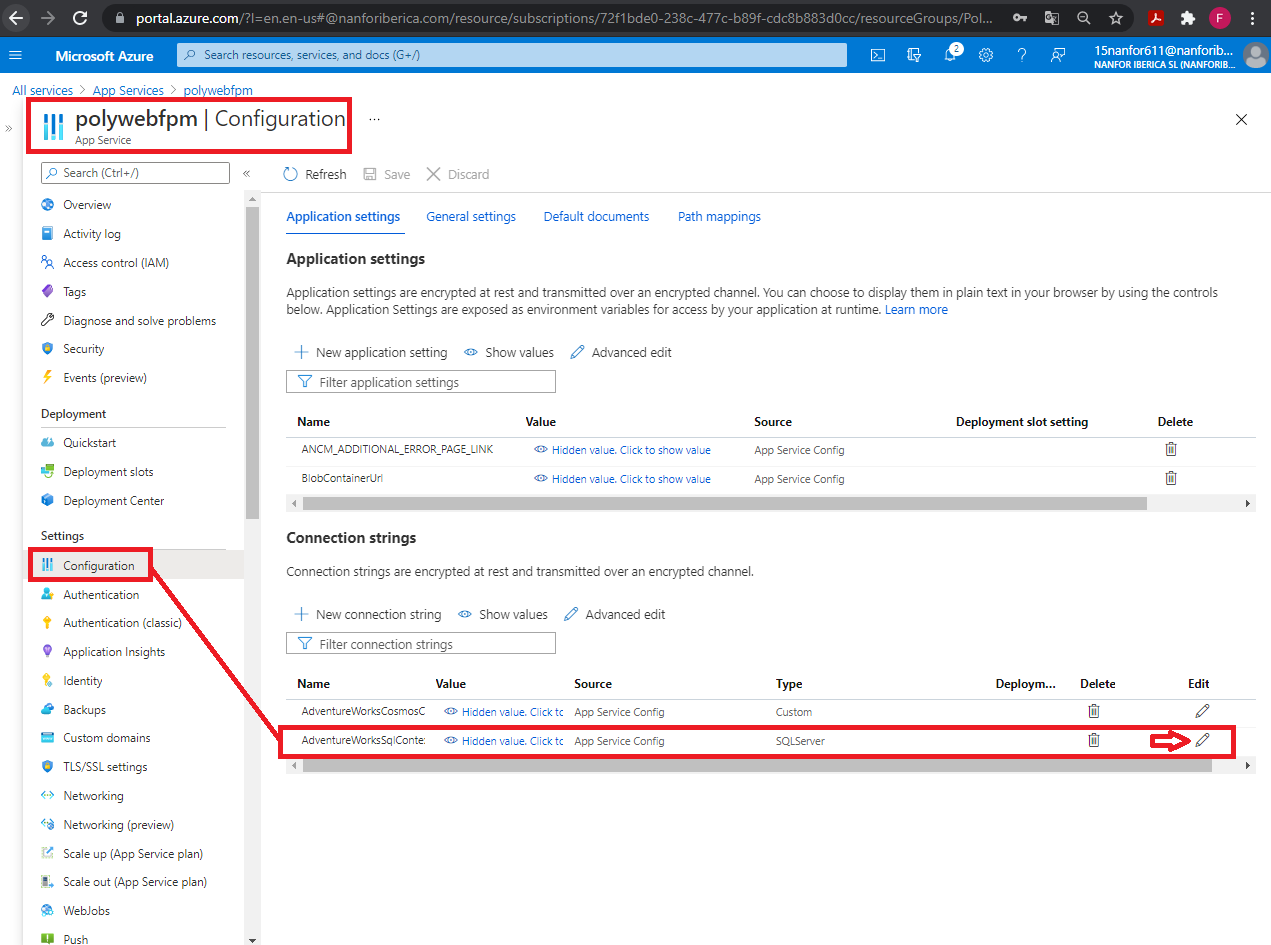 portal.azure.com/?l=en.en-us#@nanforiberica.com/resource/subscriptions/72f1bde0-238c-477c-b89f-cdc8b883d0cc/resourceGroups/Pol...
F
Microsoft Azure
Search resources, services, and docs (G+/)
2
15nanfor611@nanforib...
NANFOR IBERICA SL (NANFORIB...
All services > App Services > polywebfpm
polywebfpm | Configuration ...
App Service
Search (Ctrl+/)
Overview
Activity log
Access control (IAM)
Tags
Diagnose and solve problems
Security
Events (preview)
Deployment
Quickstart
Deployment slots
Deployment Center
Settings
Configuration
Authentication
Authentication (classic)
Application Insights
Identity
Backups
Custom domains
TLS/SSL settings
Networking
Networking (preview)
Scale up (App Service plan)
Scale out (App Service plan)
WebJobs
Push
Refresh Save Discard
Application settings General settings Default documents Path mappings
Application settings
Application settings are encrypted at rest and transmitted over an encrypted channel. You can choose to display them in plain text in your browser by using the controls
below. Application Settings are exposed as environment variables for access by your application at runtime. Learn more
New application setting Show values Advanced edit
Filter application settings
Name Value Source Deployment slot setting Delete
ANCM_ADDITIONAL_ERROR_PAGE_LINK Hidden value. Click to show value App Service Config
BlobContainerUrl Hidden value. Click to show value App Service Config
Connection strings
Connection strings are encrypted at rest and transmitted over an encrypted channel.
New connection string Show values Advanced edit
Filter connection strings
Name Value Source Type Deploym... Delete Edit
AdventureWorksCosmosC Hidden value. Click tc App Service Config Custom
AdventureWorksSqlConte: Hidden value. Click tc App Service Config SQLServer